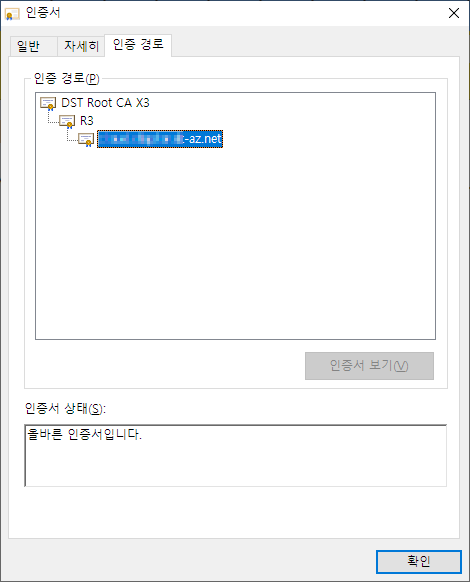 인증서
일반
자세히
인증 경로
인증 경로(P)
DST Root CA X3
R3
-az.net
인증서 보기(V)
인증서 상태(S):
올바른 인증서입니다.
확인